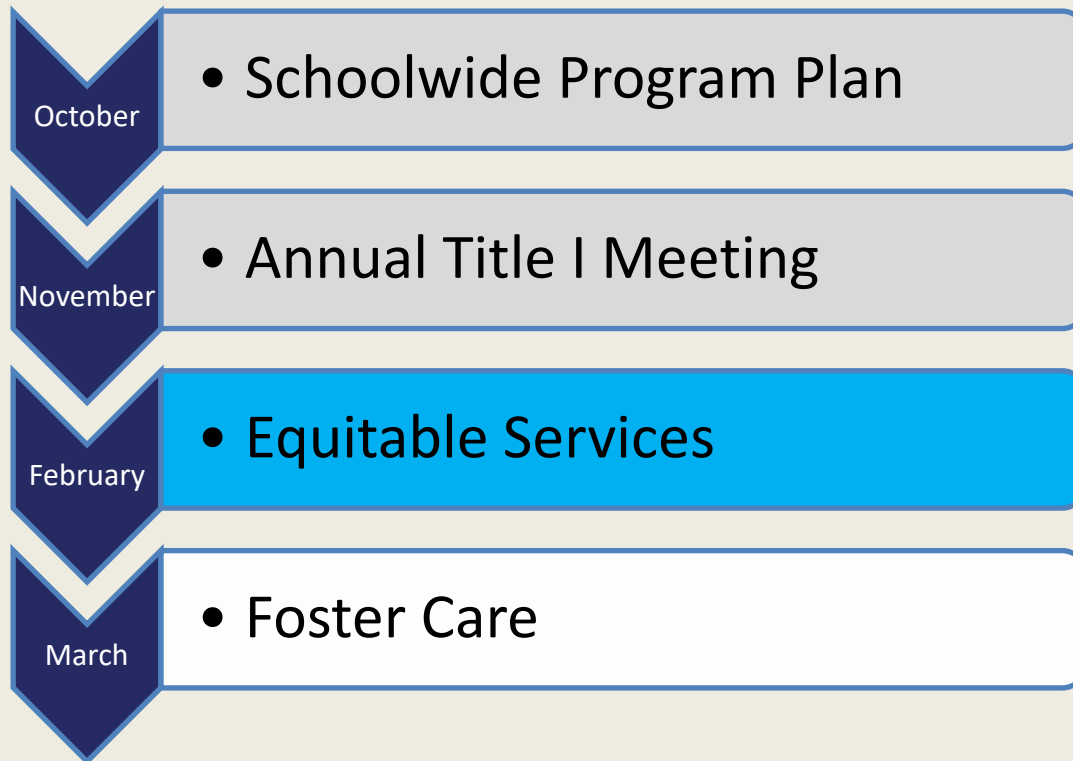 October
• Schoolwide Program Plan
November
• Annual Title I Meeting
February
• Equitable Services
March
• Foster Care